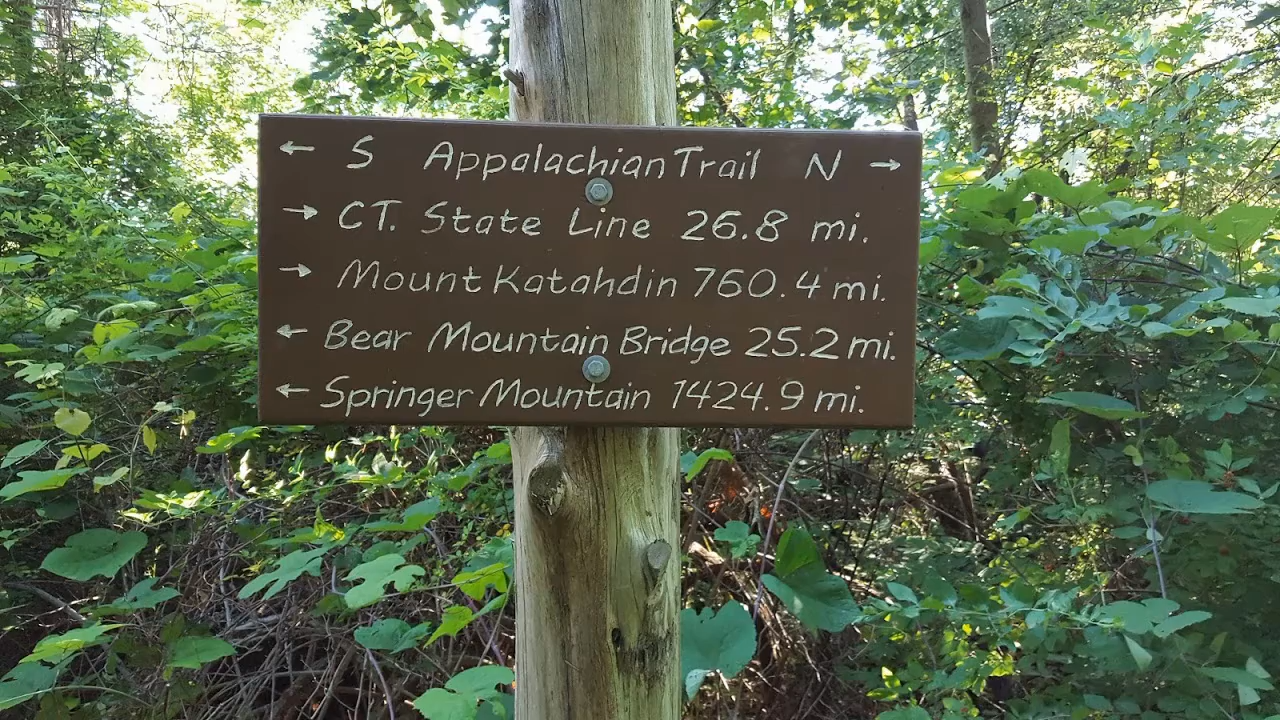 ← S Appalachian Trail N →
→ CT. State Line 26.8 mi.
→ Mount Katahdin 760.4 mi.
← Bear Mountain Bridge 25.2 mi.
← Springer Mountain 1424.9 mi.